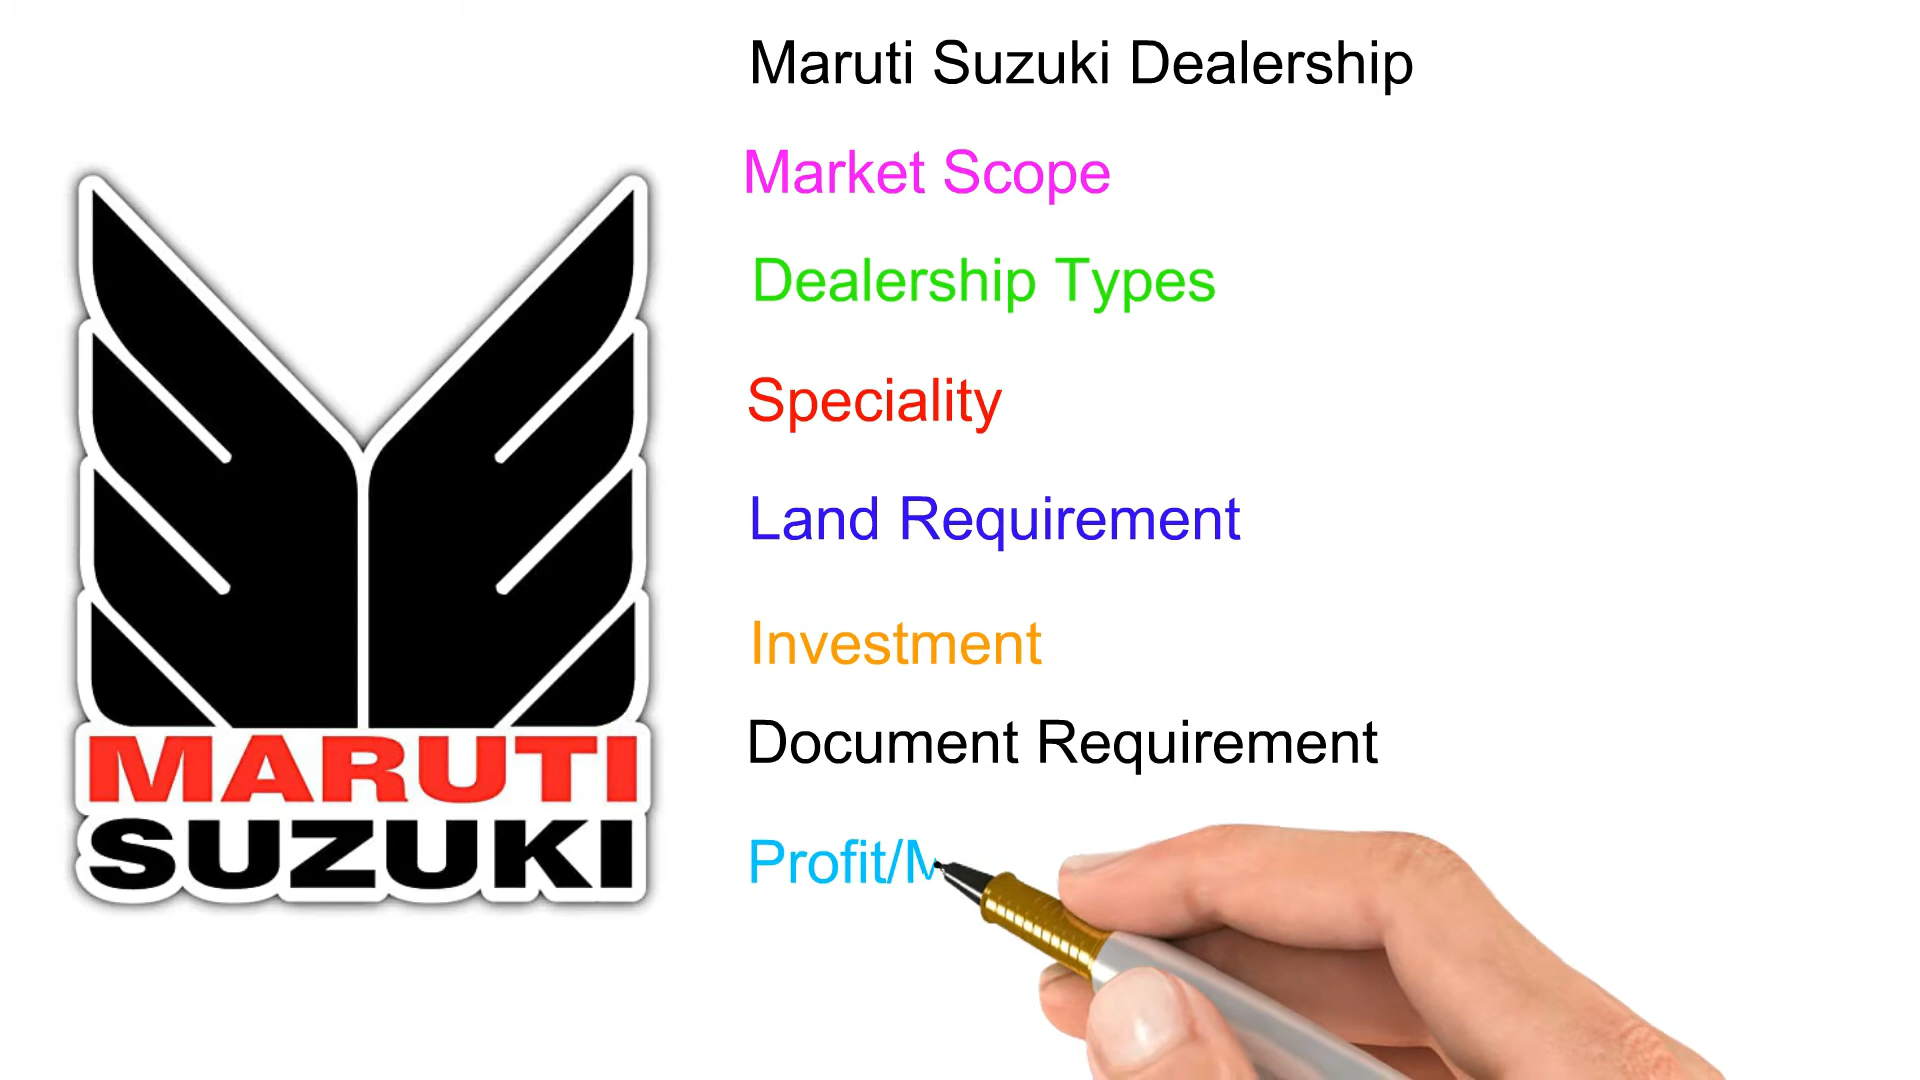 Maruti Suzuki Dealership
Market Scope
Dealership Types
Speciality
Land Requirement
Investment
Document Requirement
Profit/M
MARUTI
SUZUKI